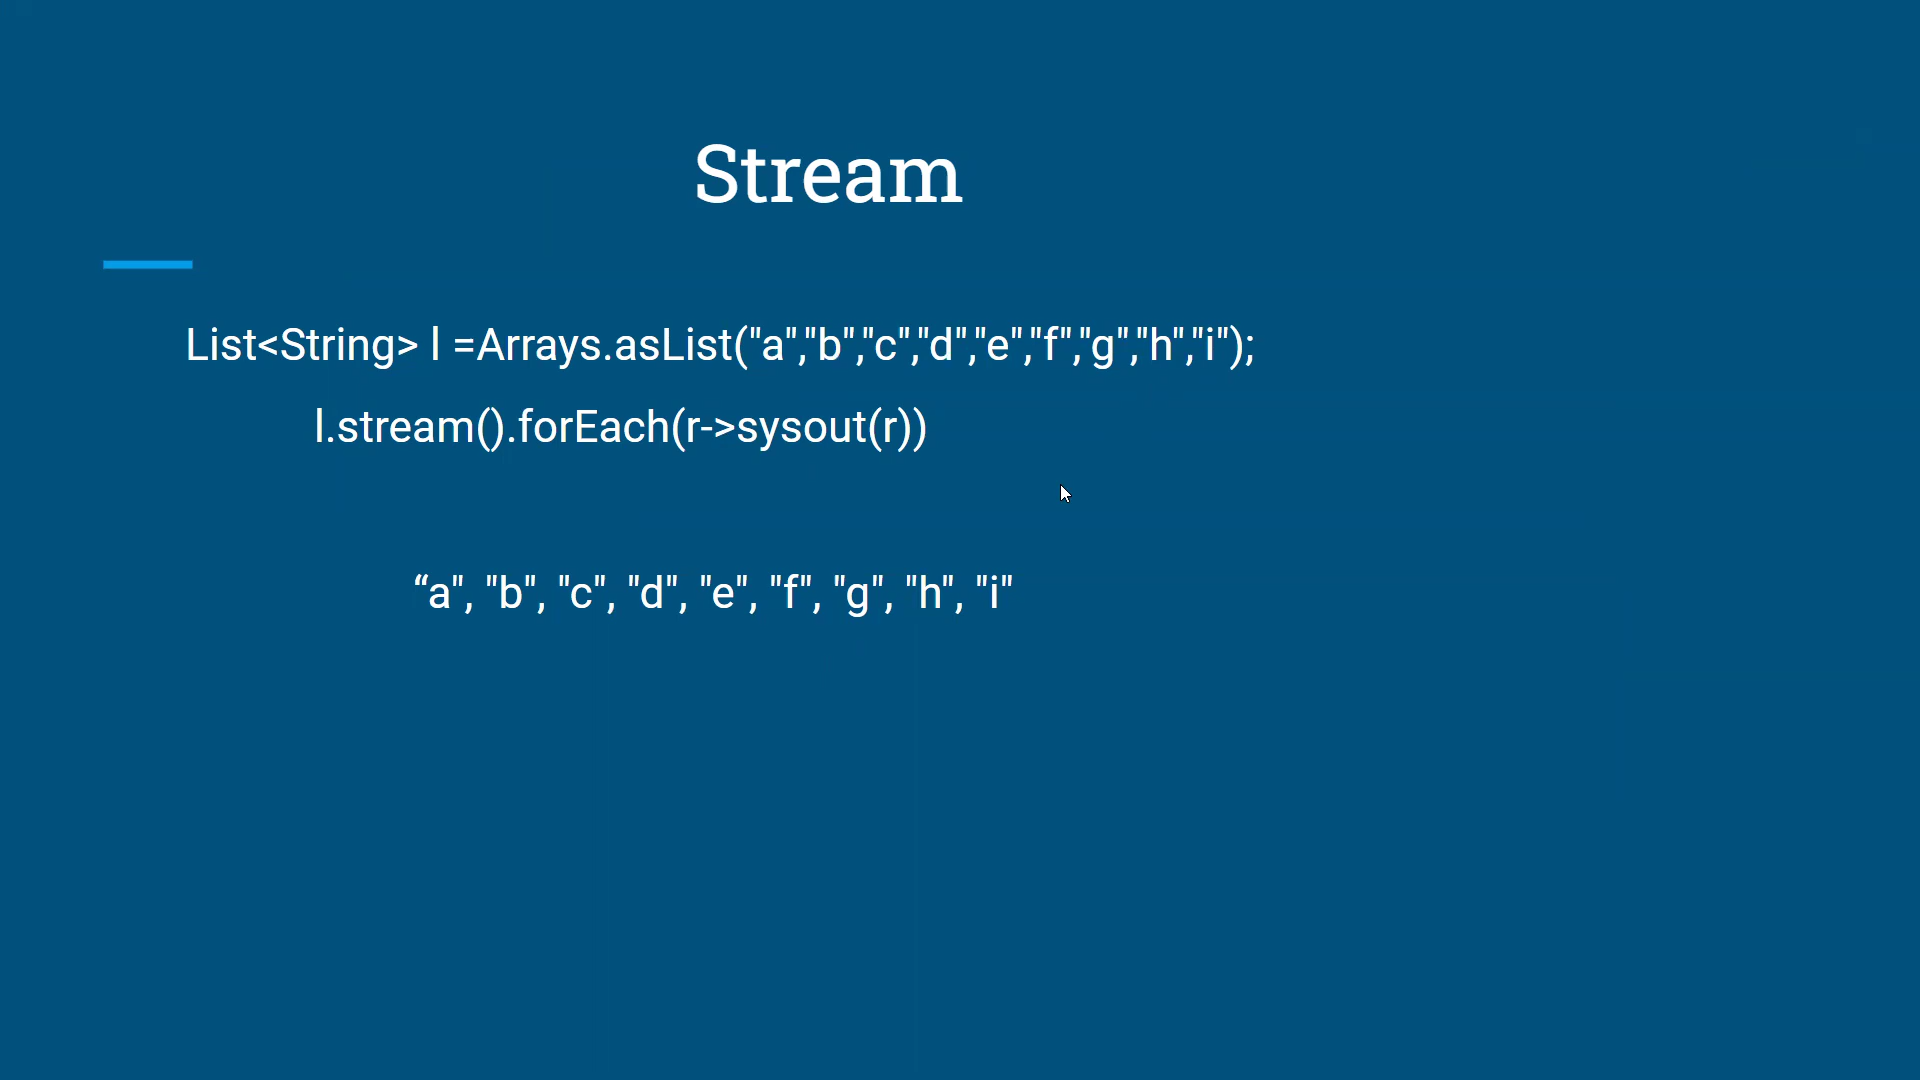 Stream
List<String> l =Arrays.asList("a","b","c","d","e","f","g","h","i");
l.stream().forEach(r->sysout(r))
“a", "b", "c", "d", "e", "f", "g", "h", "i"